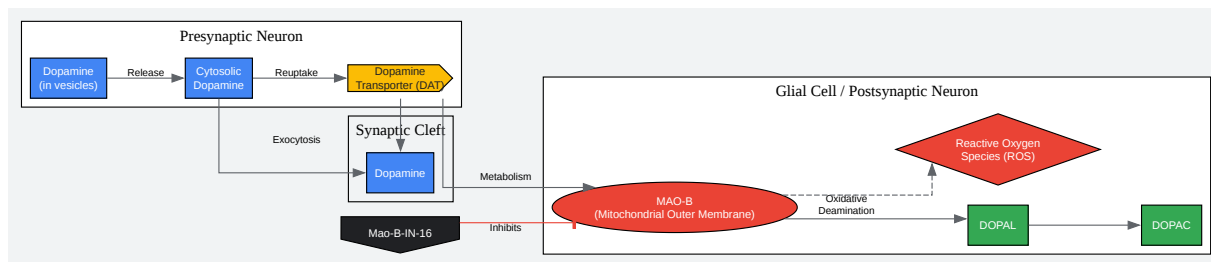 Presynaptic Neuron
Dopamine
(in vesicles)
Release
Cytosolic
Dopamine
Reuptake
Dopamine
Transporter (DAT)
Exocytosis
Synaptic Cleft
Dopamine
Metabolism
Mao-B-IN-16
Inhibits
Glial Cell / Postsynaptic Neuron
MAO-B
(Mitochondrial Outer Membrane)
Reactive Oxygen
Species (ROS)
Oxidative
Deamination
DOPAL
DOPAC